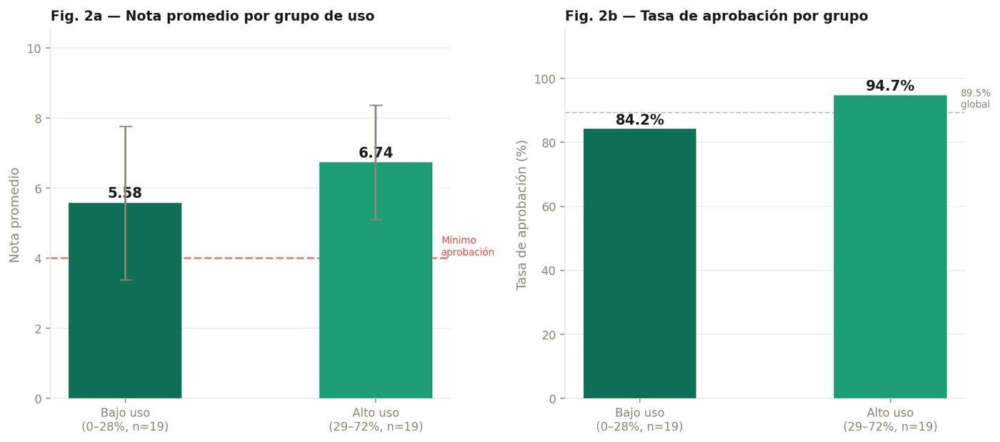 Fig. 2a — Nota promedio por grupo de uso
Nota promedio
10
8
6
4
2
0
5.58
6.74
Mínimo
aprobación
Bajo uso
(0–28%, n=19)
Alto uso
(29–72%, n=19)
Fig. 2b — Tasa de aprobación por grupo
Tasa de aprobación (%)
100
80
60
40
20
0
84.2%
94.7%
89.5%
global
Bajo uso
(0–28%, n=19)
Alto uso
(29–72%, n=19)